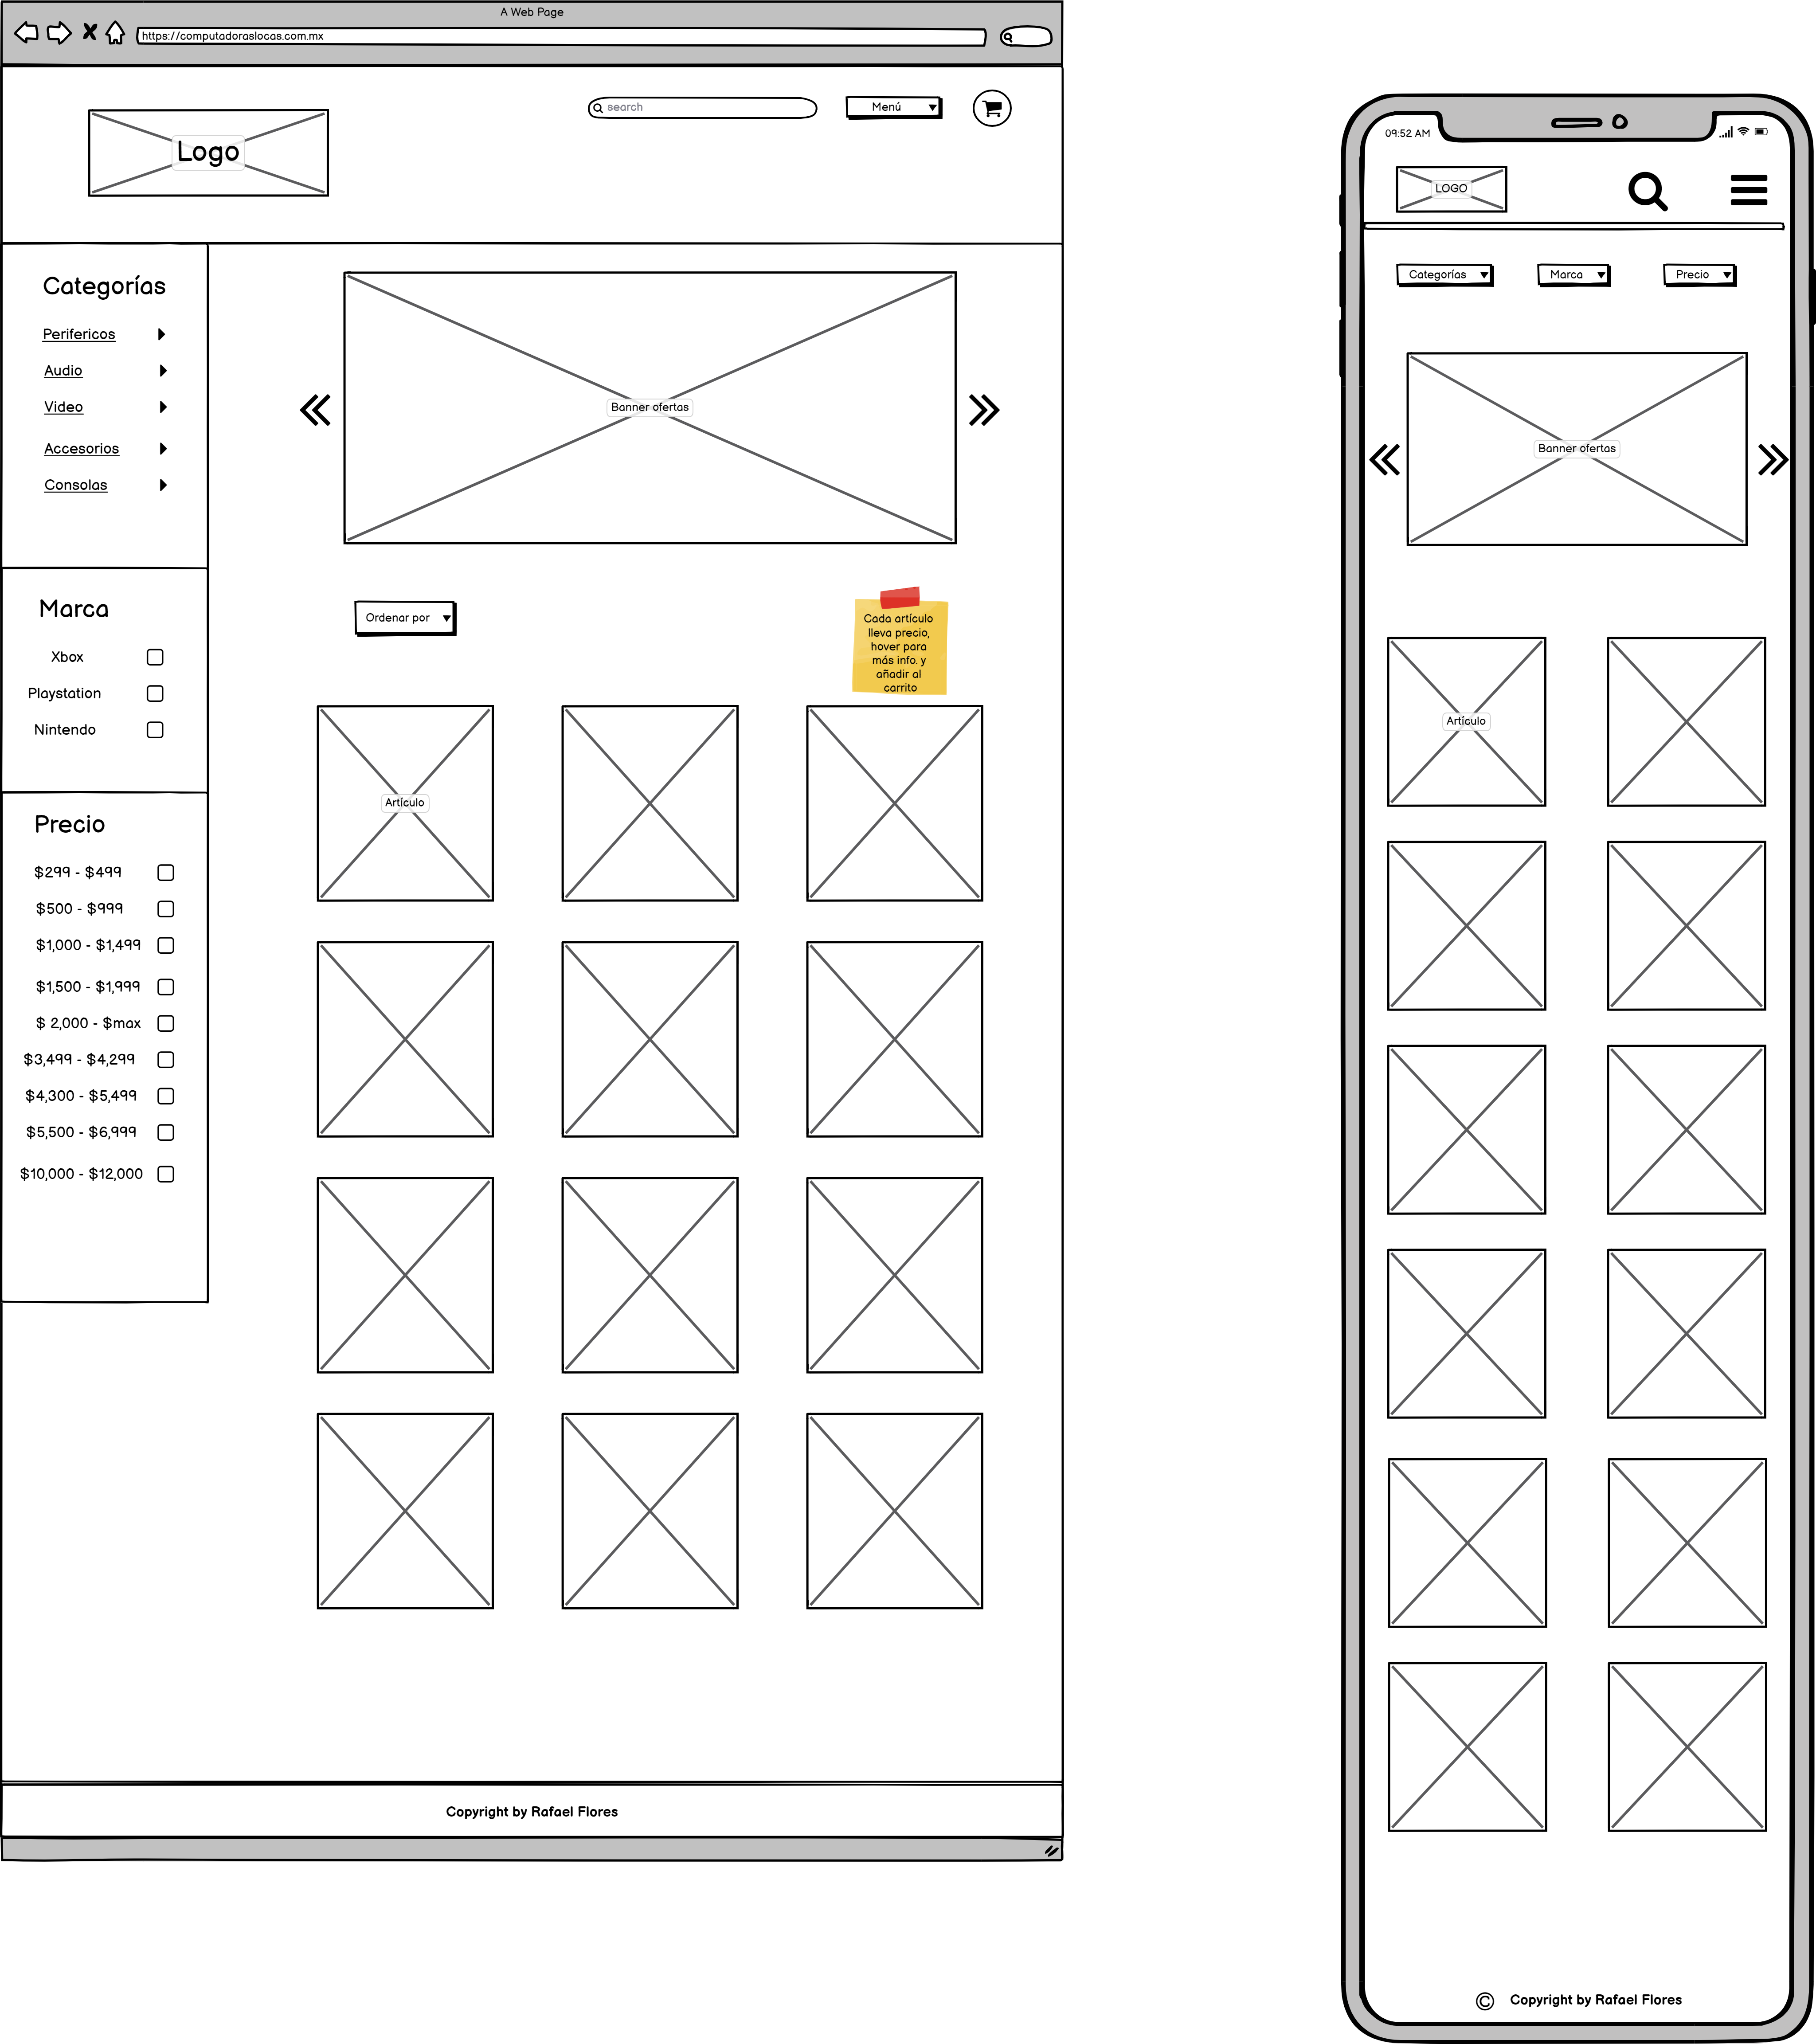 A Web Page
https://computadoraslocas.com.mx
search
Menú
Logo
Categorías
Perifericos
Audio
Video
Accesorios
Consolas
Marca
Xbox
Playstation
Nintendo
Precio
$299 - $499
$500 - $999
$1,000 - $1,499
$1,500 - $1,999
$ 2,000 - $max
$3,499 - $4,299
$4,300 - $5,499
$5,500 - $6,999
$10,000 - $12,000
Banner ofertas
Ordenar por
Cada artículo
lleva precio,
hover para
más info. y
añadir al
carrito
Artículo
Copyright by Rafael Flores
09:52 AM
LOGO
Categorías
Marca
Precio
Banner ofertas
Artículo
© Copyright by Rafael Flores